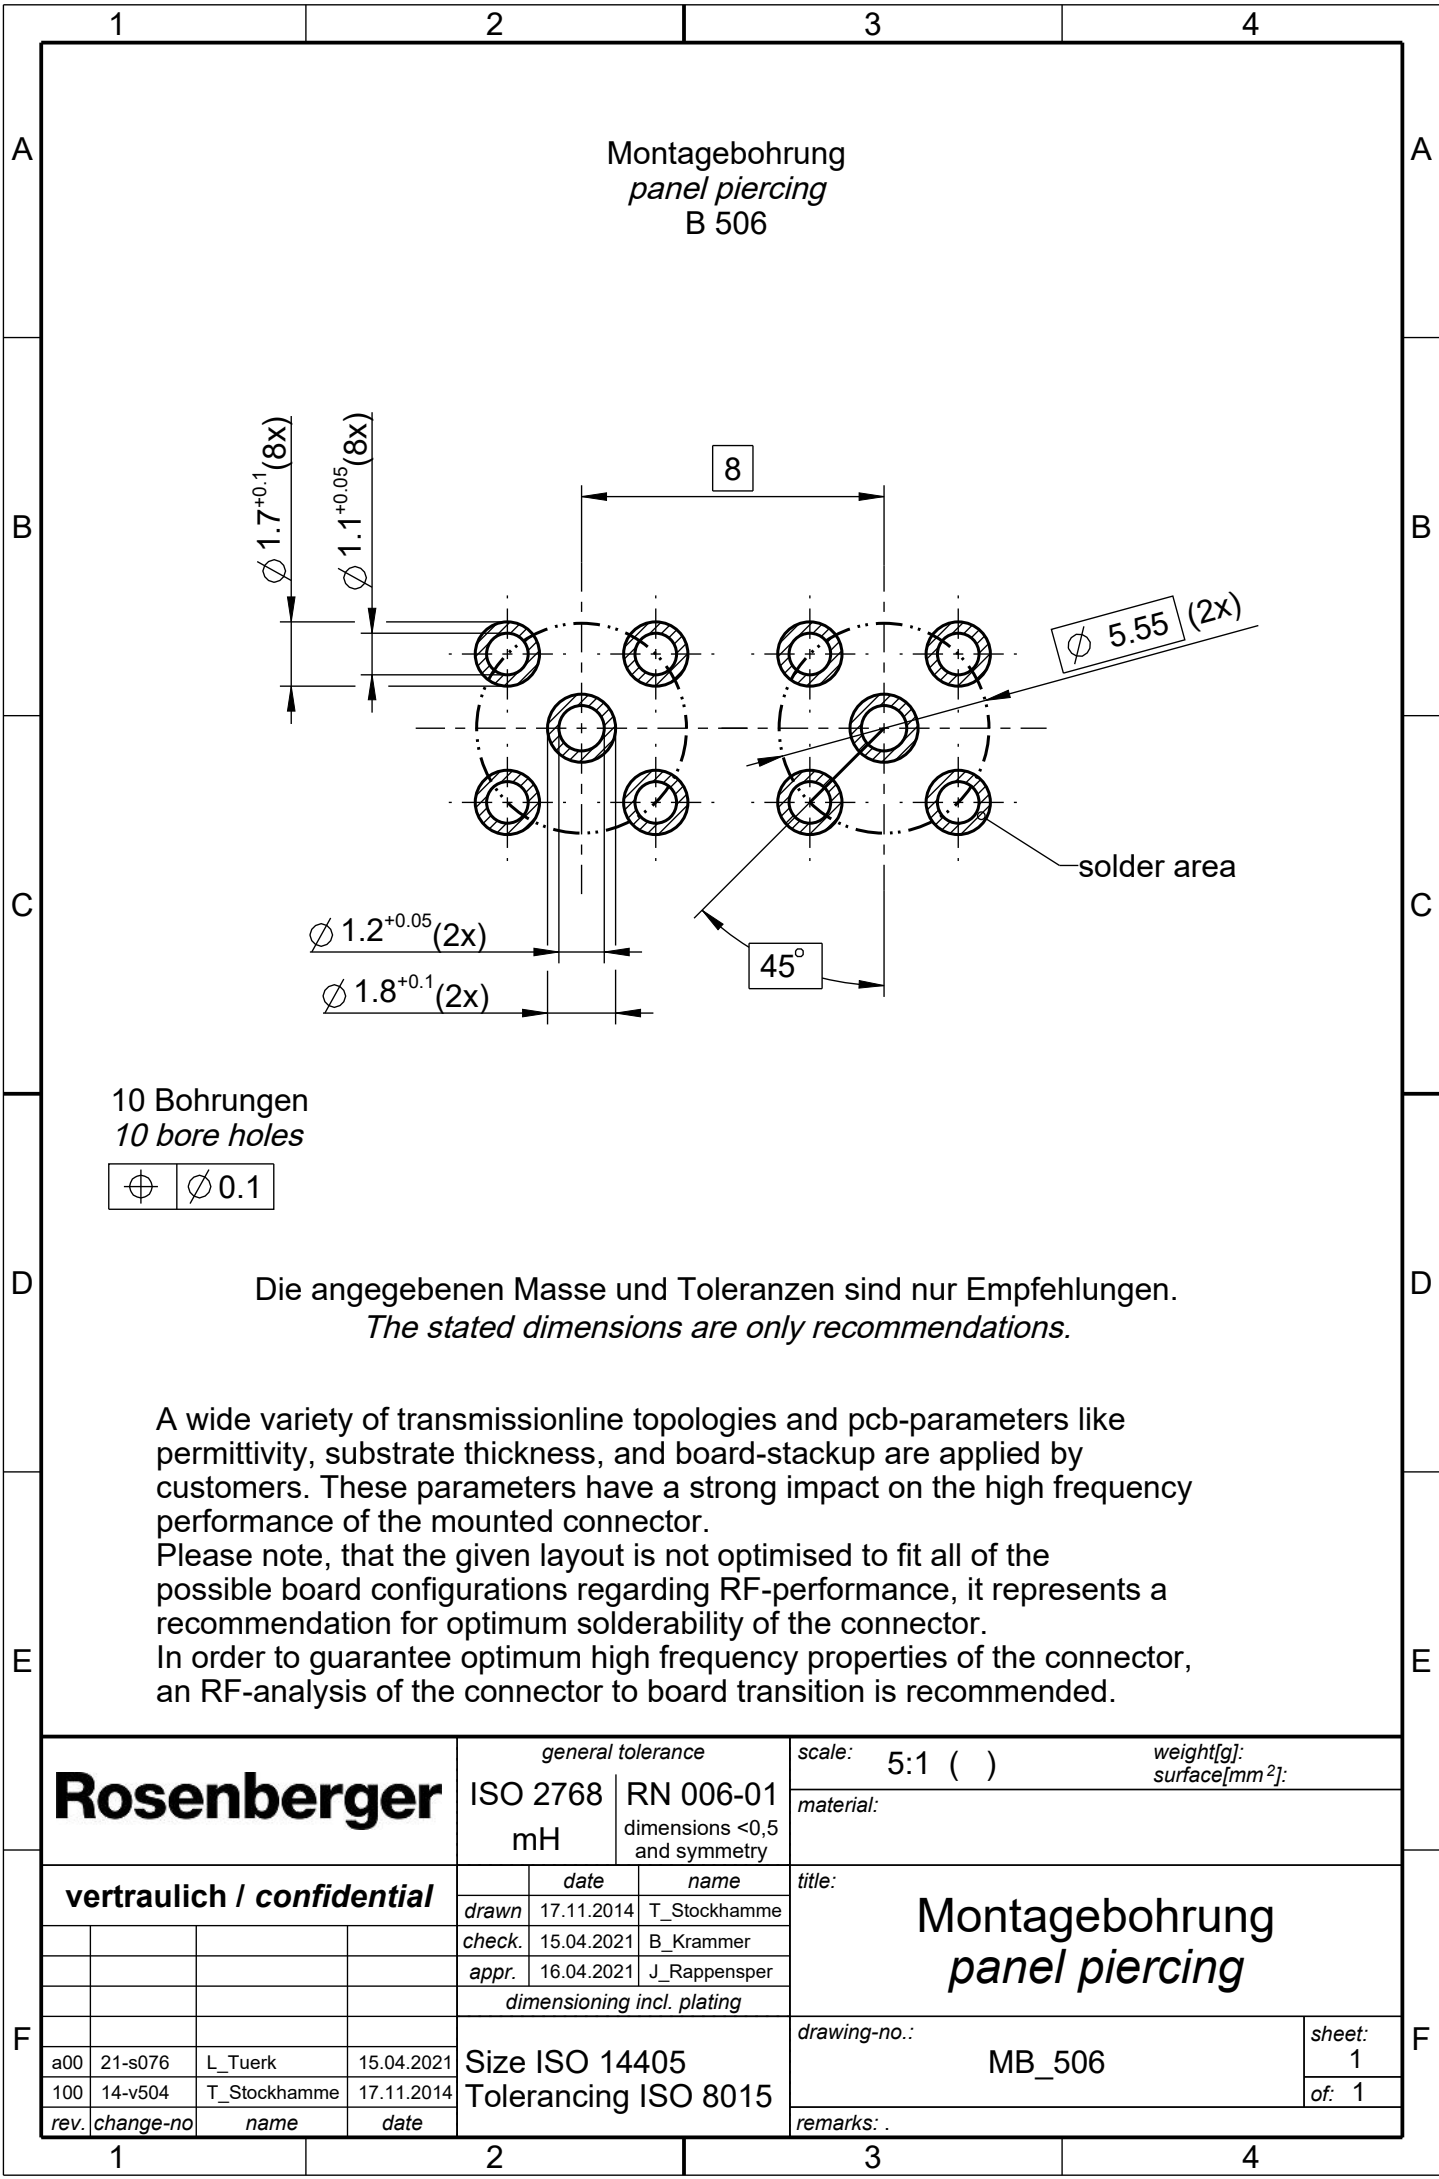 1 2 3 4
A A
Montagebohrung
panel piercing
B 506
B B
⌀ 1.7+0.1(8x)
⌀ 1.1+0.05(8x)
8
⌀ 5.55 (2x)
solder area
C C
⌀ 1.2+0.05(2x)
⌀ 1.8+0.1(2x)
45°
10 Bohrungen
10 bore holes
⌖ ⌀ 0.1
D D
Die angegebenen Masse und Toleranzen sind nur Empfehlungen.
The stated dimensions are only recommendations.
A wide variety of transmissionline topologies and pcb-parameters like
permittivity, substrate thickness, and board-stackup are applied by
customers. These parameters have a strong impact on the high frequency
performance of the mounted connector.
Please note, that the given layout is not optimised to fit all of the
possible board configurations regarding RF-performance, it represents a
recommendation for optimum solderability of the connector.
In order to guarantee optimum high frequency properties of the connector,
an RF-analysis of the connector to board transition is recommended.
E E
Rosenberger
vertraulich / confidential
general tolerance
ISO 2768
mH
RN 006-01
dimensions <0,5
and symmetry
scale: 5:1 ( )
weight[g]:
surface[mm²]:
material:
date name
drawn 17.11.2014 T_Stockhamme
check. 15.04.2021 B_Krammer
appr. 16.04.2021 J_Rappensper
dimensioning incl. plating
title:
Montagebohrung
panel piercing
F F
a00 21-s076 L_Tuerk 15.04.2021
100 14-v504 T_Stockhamme 17.11.2014
rev. change-no name date
Size ISO 14405
Tolerancing ISO 8015
drawing-no.:
MB_506
sheet:
1
of: 1
remarks: .
1 2 3 4